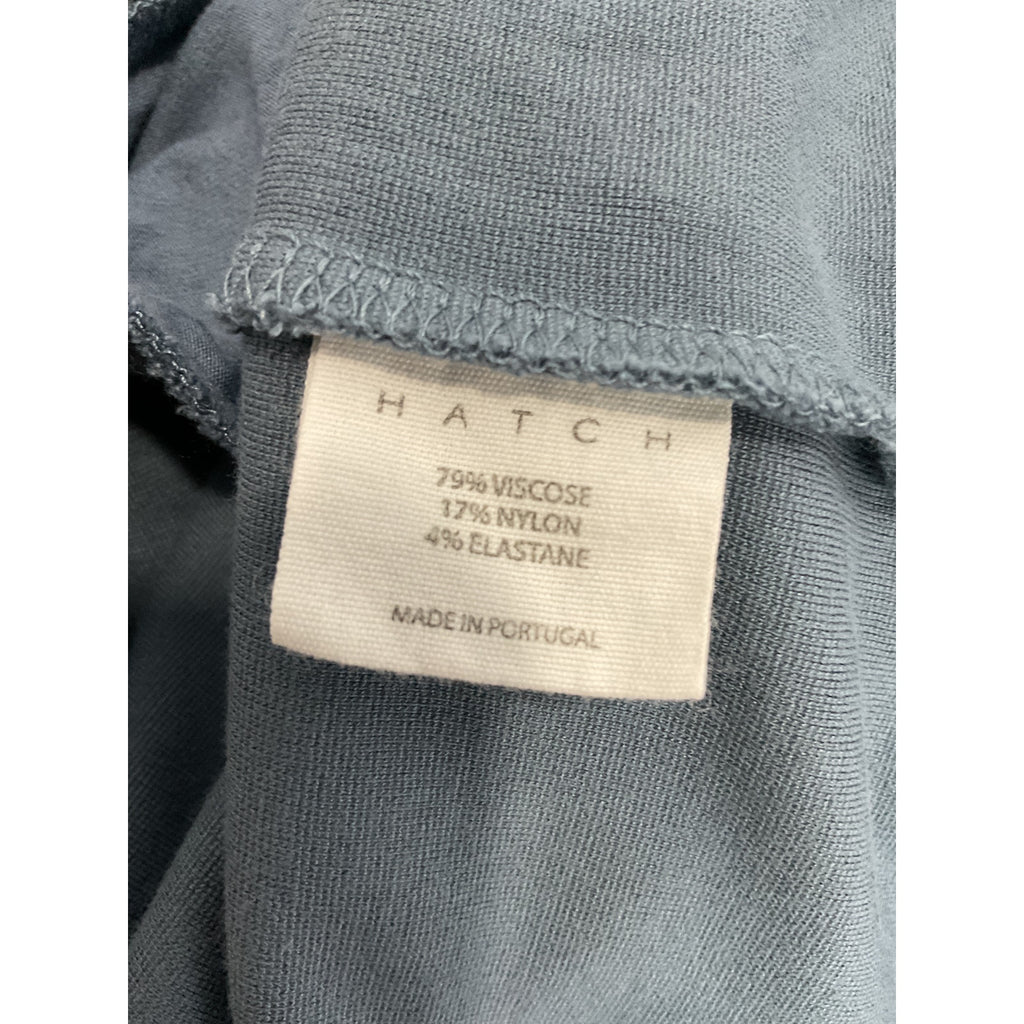 HATCH
79% VISCOSE
17% NYLON
4% ELASTANE
MADE IN PORTUGAL